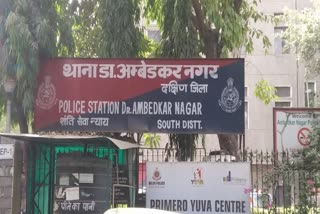 थाना डा.अम्बेडकर नगर
दक्षिण जिला
POLICE STATION DR. AMBEDKAR NAGAR
शांति सेवा न्याय
SOUTH DISTT.
PRIMERO YUVA CENTRE
पीने का पानी